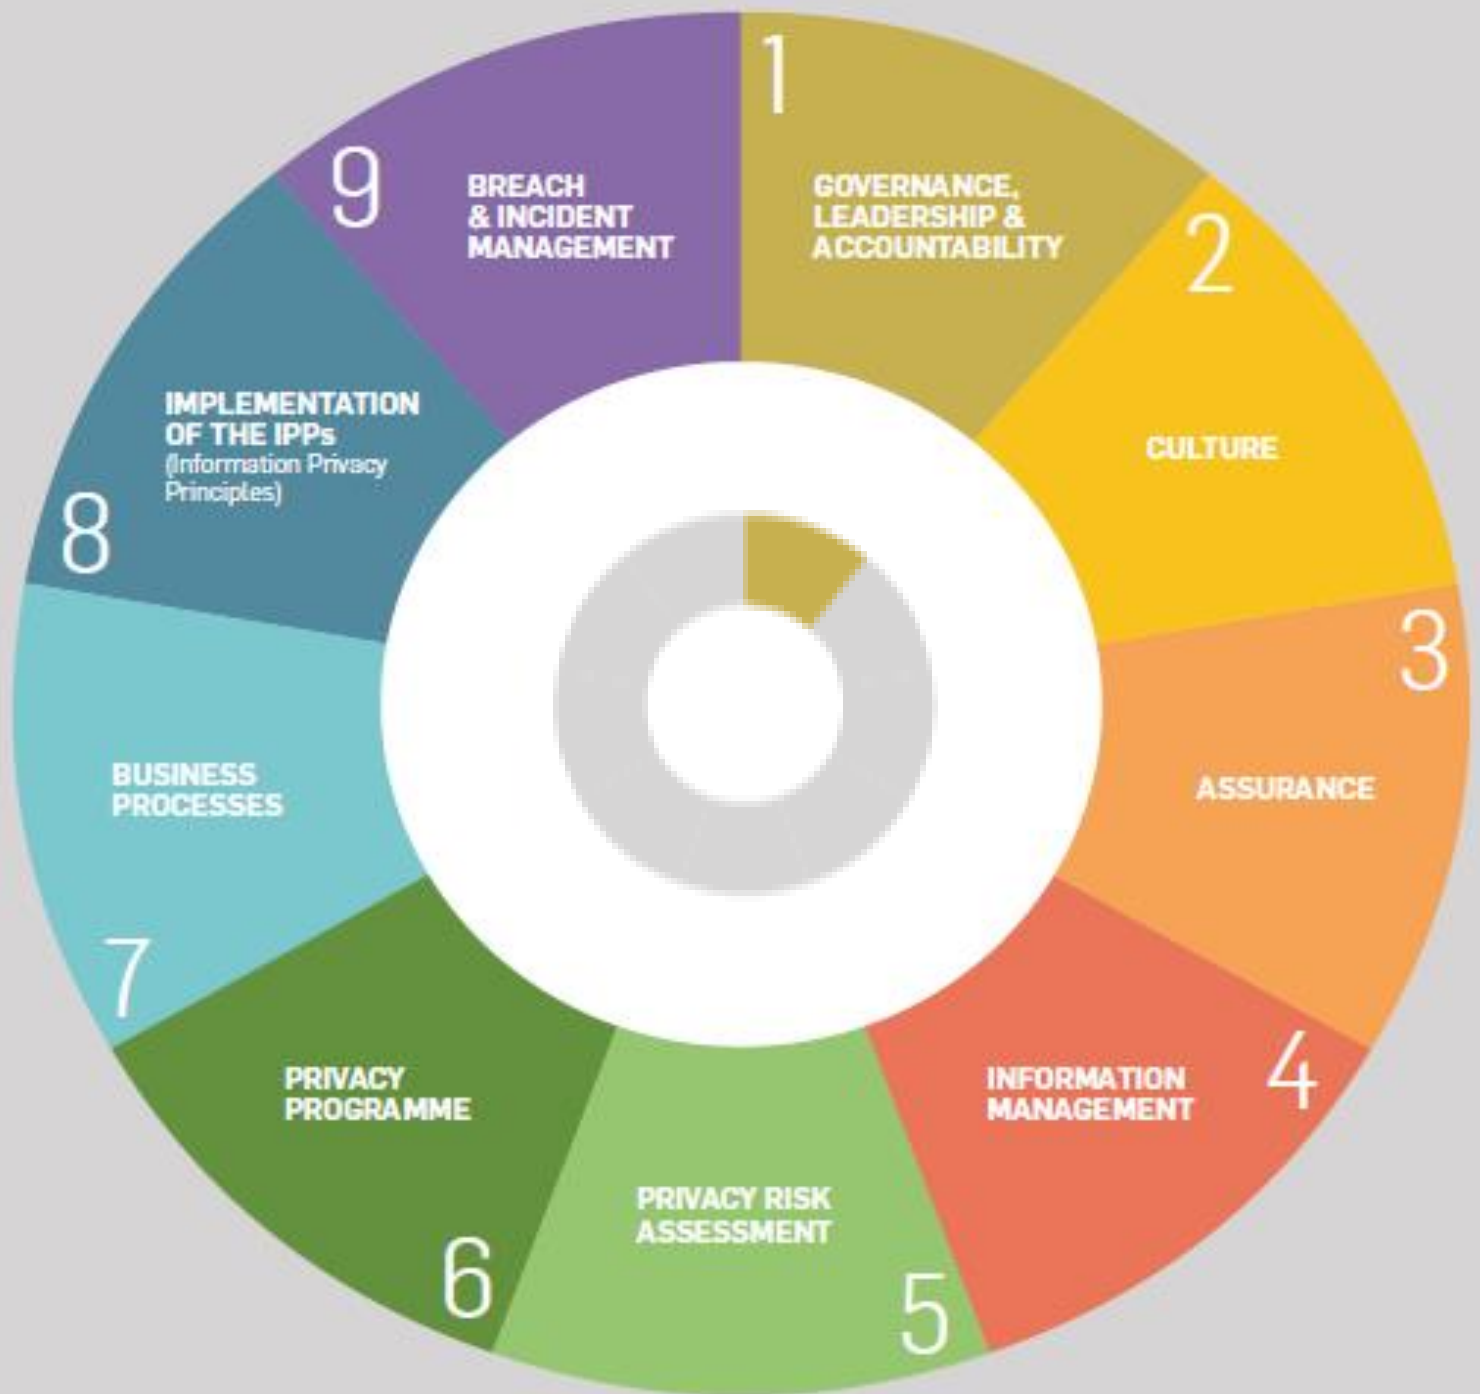 1
GOVERNANCE,
LEADERSHIP &
ACCOUNTABILITY
2
CULTURE
3
ASSURANCE
4
INFORMATION
MANAGEMENT
5
PRIVACY RISK
ASSESSMENT
6
PRIVACY
PROGRAMME
7
BUSINESS
PROCESSES
8
IMPLEMENTATION
OF THE IPPs
(Information Privacy
Principles)
9
BREACH
& INCIDENT
MANAGEMENT